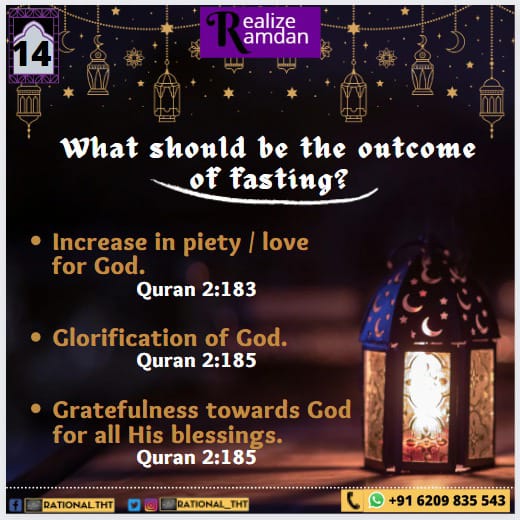 14
Realize
Ramdan
What should be the outcome
of fasting?
• Increase in piety / love
for God.
Quran 2:183
• Glorification of God.
Quran 2:185
• Gratefulness towards God
for all His blessings.
Quran 2:185
RATIONAL.THT
RATIONAL_THT
+91 6209 835 543